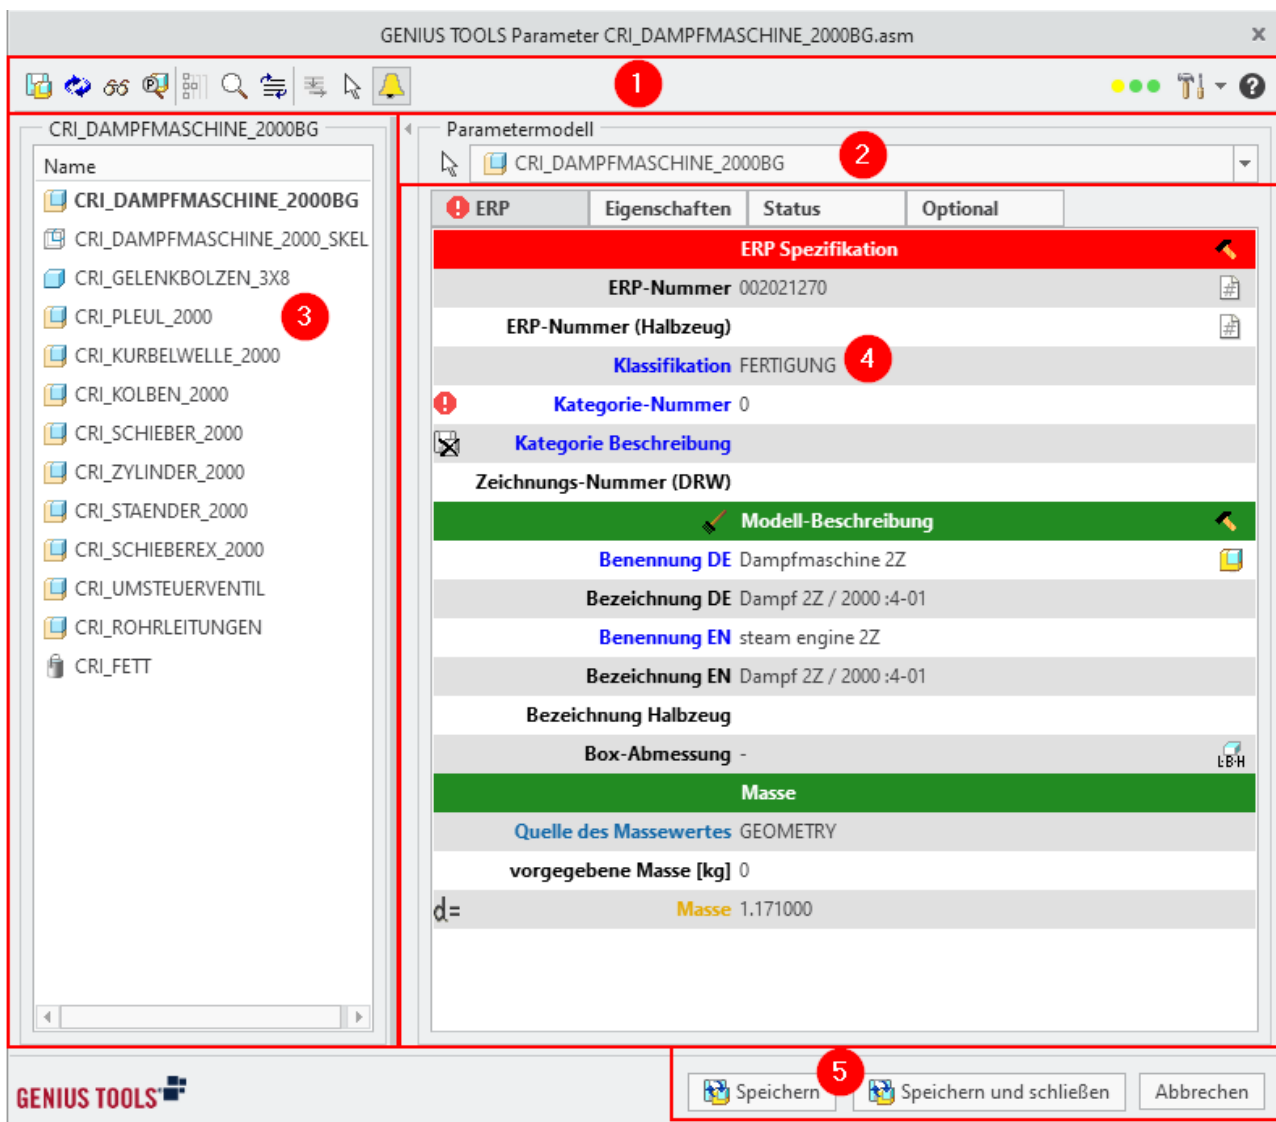 GENIUS TOOLS Parameter CRI_DAMPFMASCHINE_2000BG.asm
1
CRI_DAMPFMASCHINE_2000BG
Name
CRI_DAMPFMASCHINE_2000BG
CRI_DAMPFMASCHINE_2000_SKEL
CRI_GELENKBOLZEN_3X8
CRI_PLEUL_2000
3
CRI_KURBELWELLE_2000
CRI_KOLBEN_2000
CRI_SCHIEBER_2000
CRI_ZYLINDER_2000
CRI_STAENDER_2000
CRI_SCHIEBEREX_2000
CRI_UMSTEUERVENTIL
CRI_ROHRLEITUNGEN
CRI_FETT
Parametermodell
CRI_DAMPFMASCHINE_2000BG
2
ERP Eigenschaften Status Optional
ERP Spezifikation
ERP-Nummer 002021270
ERP-Nummer (Halbzeug)
Klassifikation FERTIGUNG
4
Kategorie-Nummer 0
Kategorie Beschreibung
Zeichnungs-Nummer (DRW)
Modell-Beschreibung
Benennung DE Dampfmaschine 2Z
Bezeichnung DE Dampf 2Z / 2000 :4-01
Benennung EN steam engine 2Z
Bezeichnung EN Dampf 2Z / 2000 :4-01
Bezeichnung Halbzeug
Box-Abmessung -
L·B·H
Masse
Quelle des Massewertes GEOMETRY
vorgegebene Masse [kg] 0
d= Masse 1.171000
GENIUS TOOLS
Speichern
5
Speichern und schließen
Abbrechen